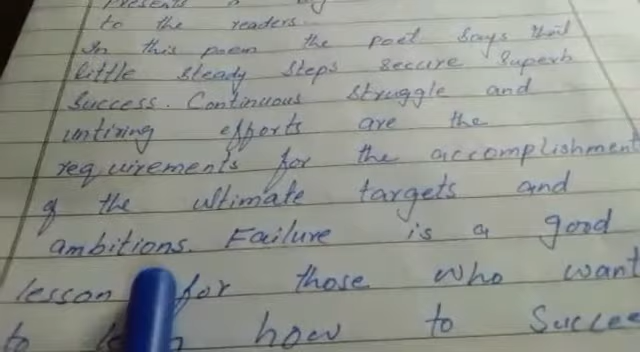 to the readers.
In this poem the poet says that
little steady steps secure superb
success. Continuous struggle and
untiring efforts are the
requirements for the accomplishment
of the ultimate targets and
ambitions. Failure is a good
lesson for those who want
to how to Succee